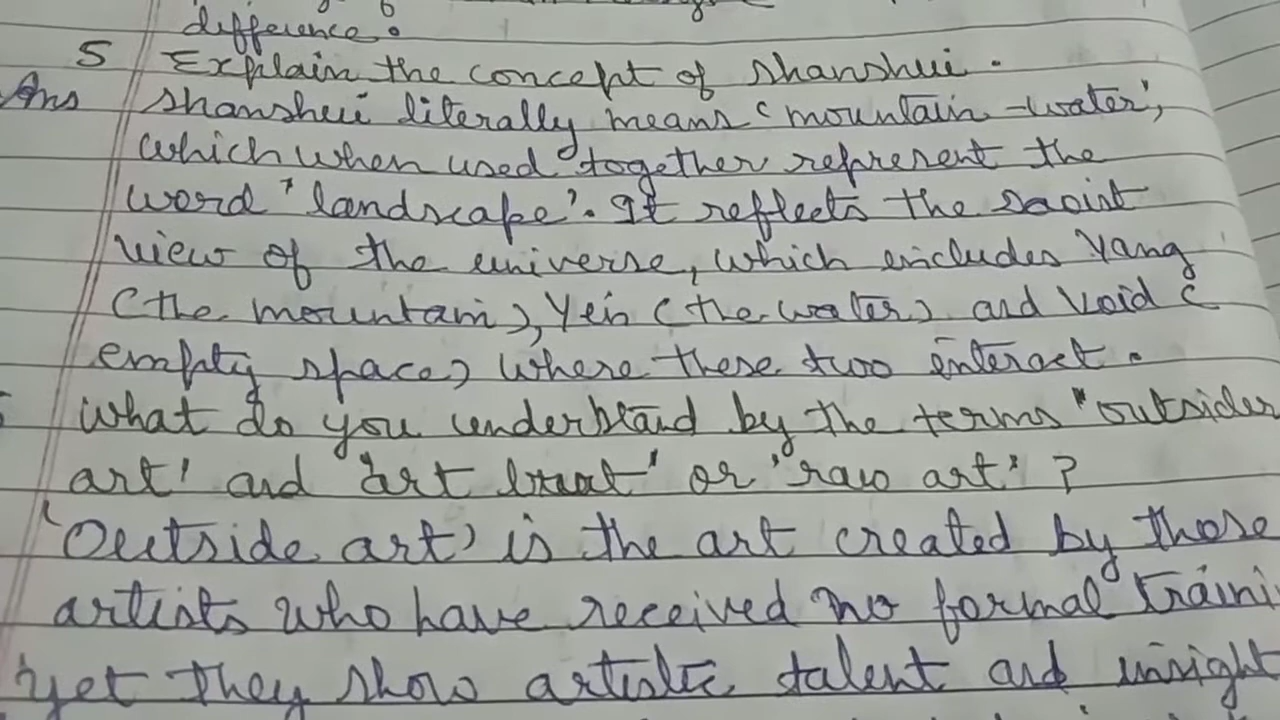 difference.
5 Explain the concept of Shanshui.
Ans Shanshui literally means 'mountain-water',
which when used together represent the
word 'landscape'. It reflects the Daoist
view of the universe, which includes Yang
(the mountain), Yein (the water) and Void (
empty space) where these two interact.
What do you understand by the terms "outsider
art' and 'art brut' or 'raw art'?
'Outside art' is the art created by those
artists who have received no formal traini
yet they show artistic talent and insight